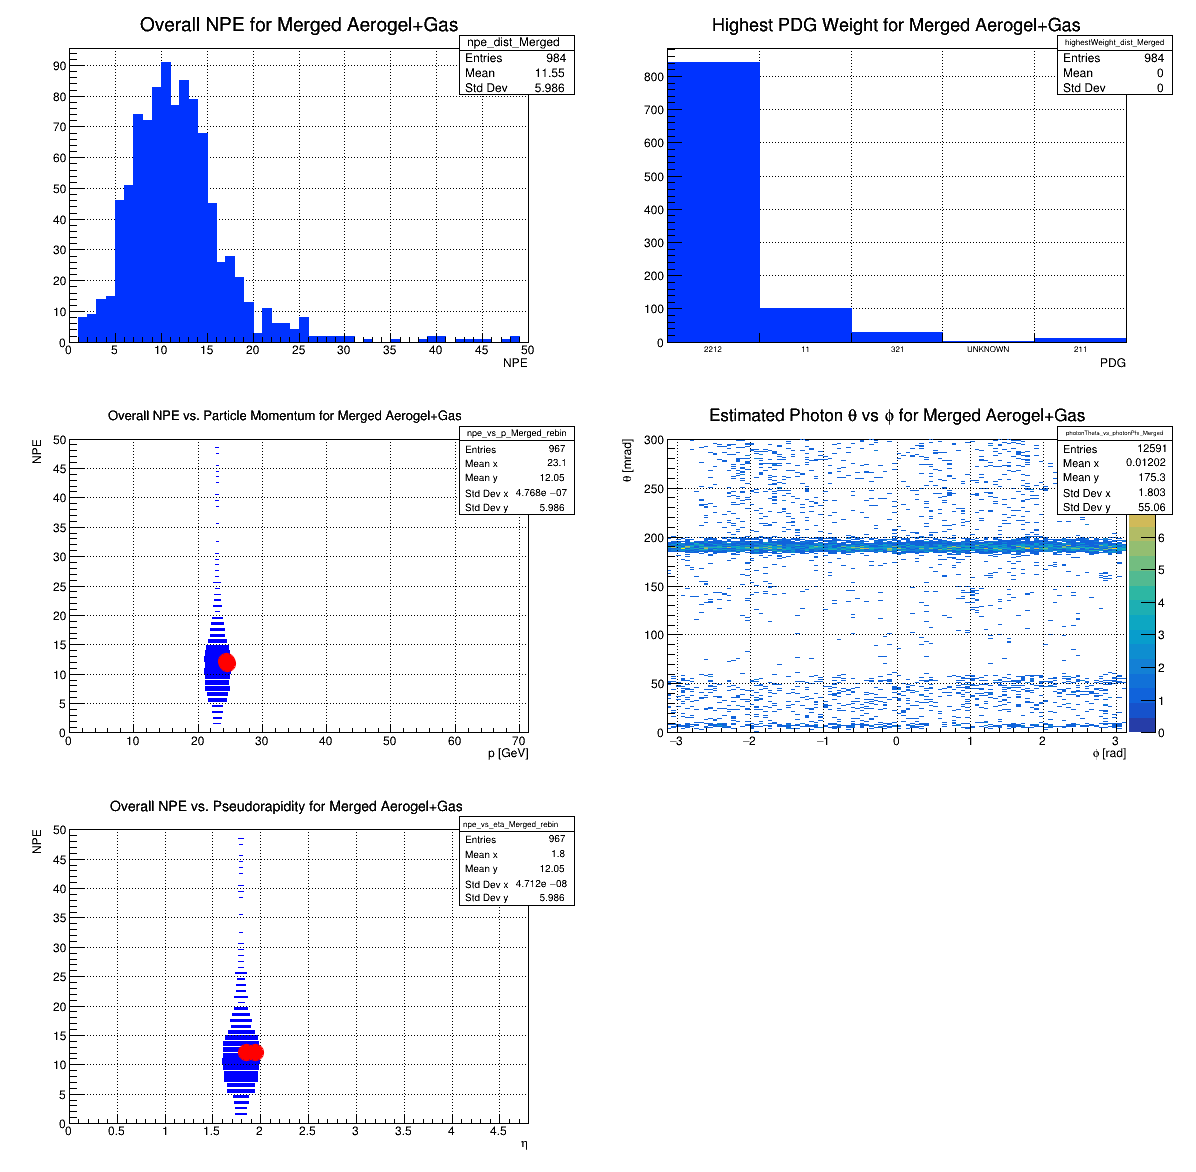 Overall NPE for Merged Aerogel+Gas
npe_dist_Merged
Entries 984
Mean 11.55
Std Dev 5.986
90
80
70
60
50
40
30
20
10
0
5 10 15 20 25 30 35 40 45 50
NPE
Highest PDG Weight for Merged Aerogel+Gas
highestWeight_dist_Merged
Entries 984
Mean 0
Std Dev 0
800
700
600
500
400
300
200
100
0
2212 11 321 UNKNOWN 211
PDG
Overall NPE vs. Particle Momentum for Merged Aerogel+Gas
npe_vs_p_Merged_rebin
Entries 967
Mean x 23.1
Mean y 12.05
Std Dev x 4.768e −07
Std Dev y 5.986
NPE
50
45
40
35
30
25
20
15
10
5
0
0 10 20 30 40 50 60 70
p [GeV]
Estimated Photon θ vs ϕ for Merged Aerogel+Gas
photonTheta_vs_photonPhi_Merged
Entries 12591
Mean x 0.01202
Mean y 175.3
Std Dev x 1.803
Std Dev y 55.06
θ [mrad]
300
250
200
150
100
50
0
−3 −2 −1 0 1 2 3
ϕ [rad]
6
5
4
3
2
1
0
Overall NPE vs. Pseudorapidity for Merged Aerogel+Gas
npe_vs_eta_Merged_rebin
Entries 967
Mean x 1.8
Mean y 12.05
Std Dev x 4.712e −08
Std Dev y 5.986
NPE
50
45
40
35
30
25
20
15
10
5
0
0 0.5 1 1.5 2 2.5 3 3.5 4 4.5
η